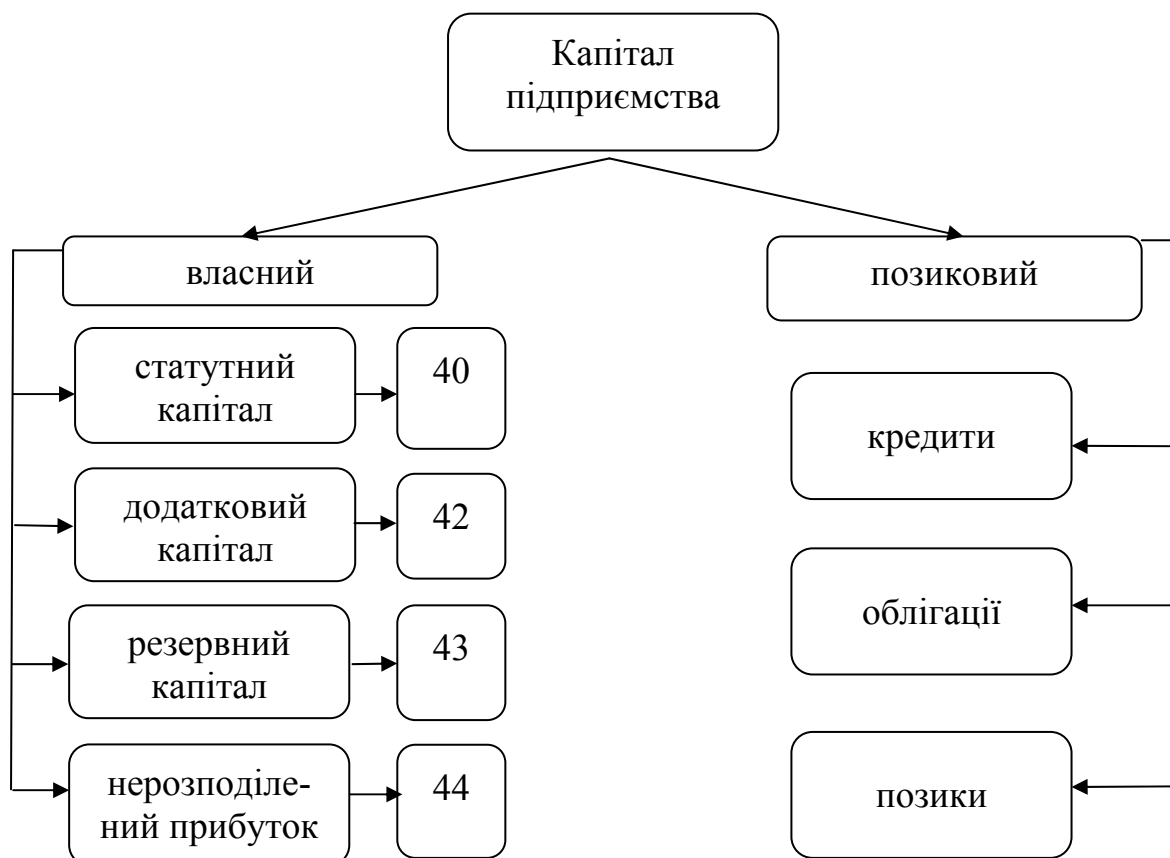 Капітал
підприємства
власний
статутний
капітал
40
додатковий
капітал
42
резервний
капітал
43
нерозподіле-
ний прибуток
44
позиковий
кредити
облігації
позики